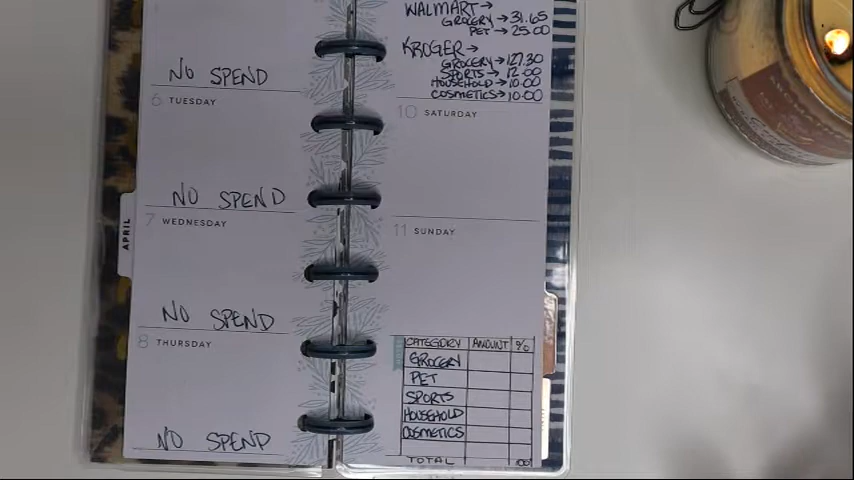 NO SPEND
6 TUESDAY
NO SPEND
7 WEDNESDAY
NO SPEND
8 THURSDAY
NO SPEND
APRIL
WALMART→
GROCERY→31.65
PET→25.00
KROGER→
GROCERY→127.30
SPORTS→12.00
HOUSEHOLD→10.00
COSMETICS→10.00
10 SATURDAY
11 SUNDAY
CATEGORY AMOUNT %
GROCERY
PET
SPORTS
HOUSEHOLD
COSMETICS
TOTAL 100